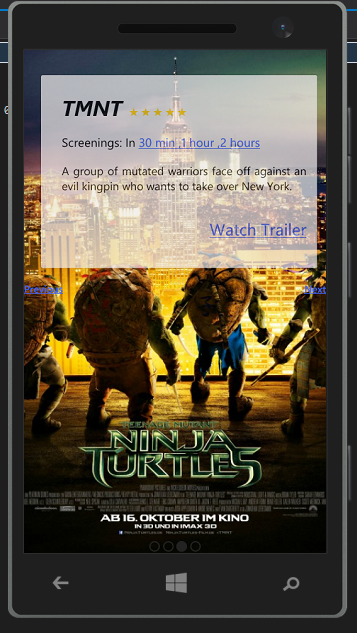 TMNT ★★★★★
Screenings: In 30 min ,1 hour ,2 hours
A group of mutated warriors face off against an
evil kingpin who wants to take over New York.
Watch Trailer
Previous Next
TEENAGE MUTANT
NINJA
TURTLES
AB 16. OKTOBER IM KINO
IN 3D UND IN IMAX 3D